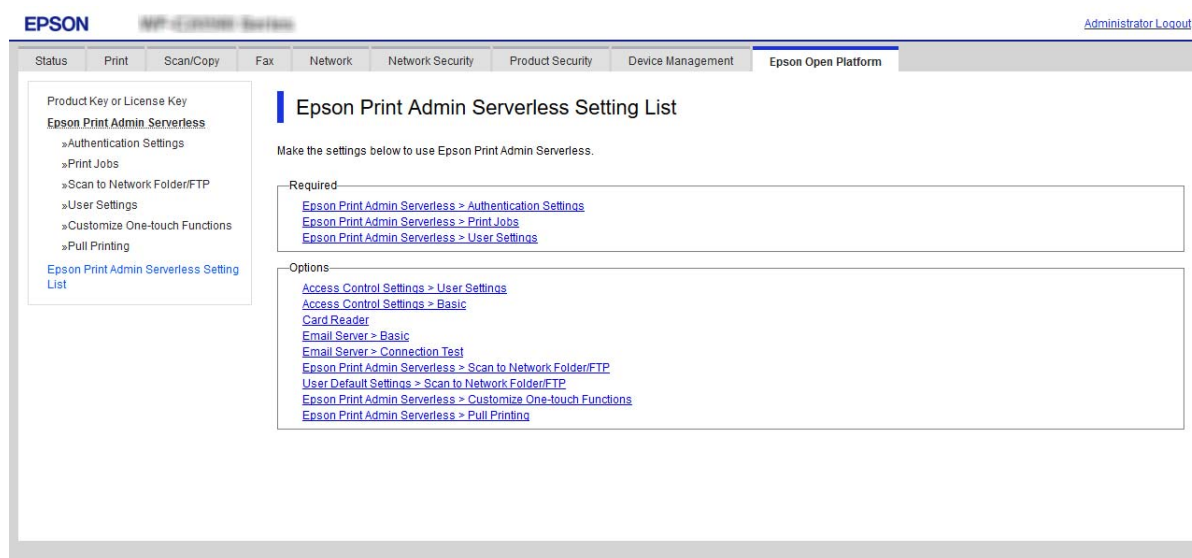 EPSON
Administrator Logout
Status Print Scan/Copy Fax Network Network Security Product Security Device Management Epson Open Platform
Product Key or License Key
Epson Print Admin Serverless
»Authentication Settings
»Print Jobs
»Scan to Network Folder/FTP
»User Settings
»Customize One-touch Functions
»Pull Printing
Epson Print Admin Serverless Setting
List
Epson Print Admin Serverless Setting List
Make the settings below to use Epson Print Admin Serverless.
Required
Epson Print Admin Serverless > Authentication Settings
Epson Print Admin Serverless > Print Jobs
Epson Print Admin Serverless > User Settings
Options
Access Control Settings > User Settings
Access Control Settings > Basic
Card Reader
Email Server > Basic
Email Server > Connection Test
Epson Print Admin Serverless > Scan to Network Folder/FTP
User Default Settings > Scan to Network Folder/FTP
Epson Print Admin Serverless > Customize One-touch Functions
Epson Print Admin Serverless > Pull Printing